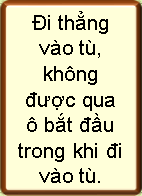 Đi thẳng
vào tù,
không
được qua
ô bắt đầu
trong khi đi
vào tù.